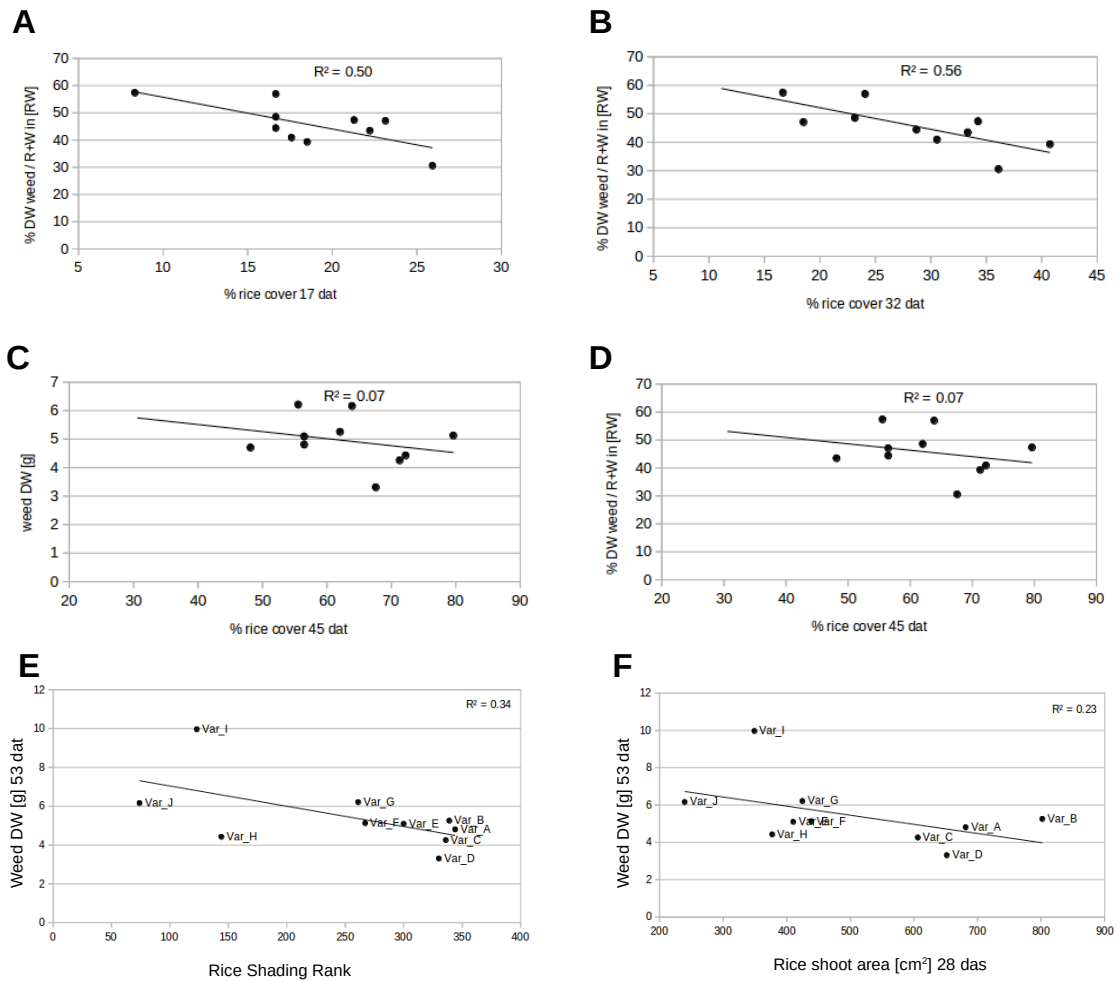 A
70
60
50
40
30
20
10
0
R² = 0.50
% DW weed / R+W in [RW]
5 10 15 20 25 30
% rice cover 17 dat
B
70
60
50
40
30
20
10
0
R² = 0.56
% DW weed / R+W in [RW]
5 10 15 20 25 30 35 40 45
% rice cover 32 dat
C
7
6
5
4
3
2
1
0
R² = 0.07
weed DW [g]
20 30 40 50 60 70 80 90
% rice cover 45 dat
D
70
60
50
40
30
20
10
0
R² = 0.07
% DW weed / R+W in [RW]
20 30 40 50 60 70 80 90
% rice cover 45 dat
E
12
10
8
6
4
2
0
R² = 0.34
Weed DW [g] 53 dat
Var_I
Var_J
Var_G
Var_H
Var_F
Var_E
Var_B
Var_A
Var_C
Var_D
0 50 100 150 200 250 300 350 400
Rice Shading Rank
F
12
10
8
6
4
2
0
R² = 0.23
Weed DW [g] 53 dat
Var_I
Var_J
Var_G
Var_E
Var_F
Var_H
Var_A
Var_B
Var_C
Var_D
200 300 400 500 600 700 800 900
Rice shoot area [cm²] 28 das